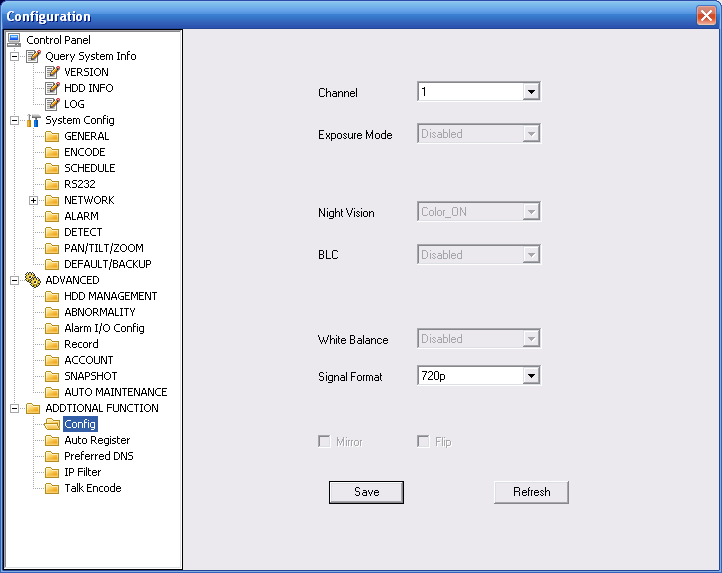 Configuration
Control Panel
Query System Info
VERSION
HDD INFO
LOG
System Config
GENERAL
ENCODE
SCHEDULE
RS232
NETWORK
ALARM
DETECT
PAN/TILT/ZOOM
DEFAULT/BACKUP
ADVANCED
HDD MANAGEMENT
ABNORMALITY
Alarm I/O Config
Record
ACCOUNT
SNAPSHOT
AUTO MAINTENANCE
ADDTIONAL FUNCTION
Config
Auto Register
Preferred DNS
IP Filter
Talk Encode
Channel 1
Exposure Mode Disabled
Night Vision Color_ON
BLC Disabled
White Balance Disabled
Signal Format 720p
Mirror Flip
Save Refresh